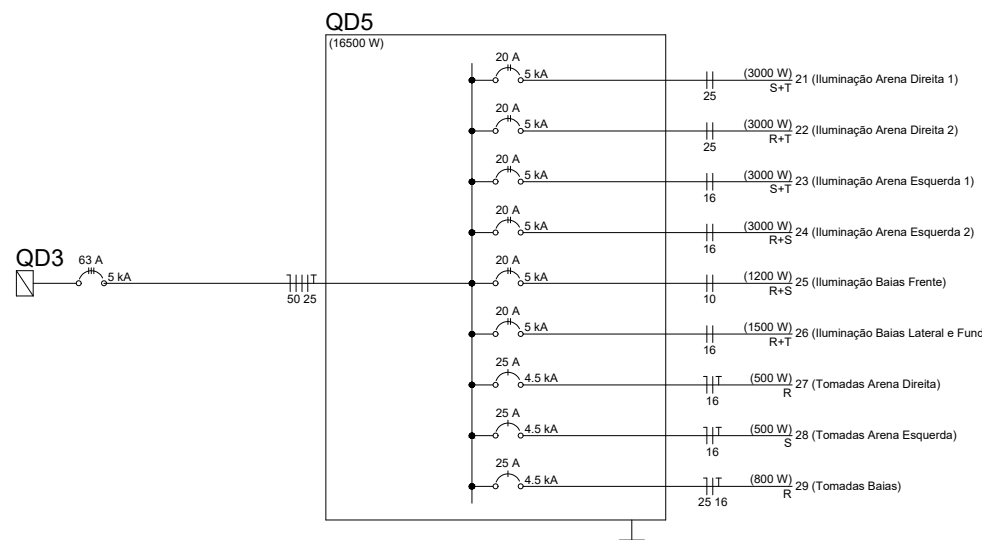 QD5
(16500 W)
20 A
5 kA
25
(3000 W)
S+T
21 (Iluminação Arena Direita 1)
20 A
5 kA
25
(3000 W)
R+T
22 (Iluminação Arena Direita 2)
20 A
5 kA
16
(3000 W)
S+T
23 (Iluminação Arena Esquerda 1)
20 A
5 kA
16
(3000 W)
R+S
24 (Iluminação Arena Esquerda 2)
QD3
63 A
5 kA
50 25
20 A
5 kA
10
(1200 W)
R+S
25 (Iluminação Baias Frente)
20 A
5 kA
16
(1500 W)
R+T
26 (Iluminação Baias Lateral e Fund
25 A
4.5 kA
16
(500 W)
R
27 (Tomadas Arena Direita)
25 A
4.5 kA
16
(500 W)
S
28 (Tomadas Arena Esquerda)
25 A
4.5 kA
25 16
(800 W)
R
29 (Tomadas Baias)